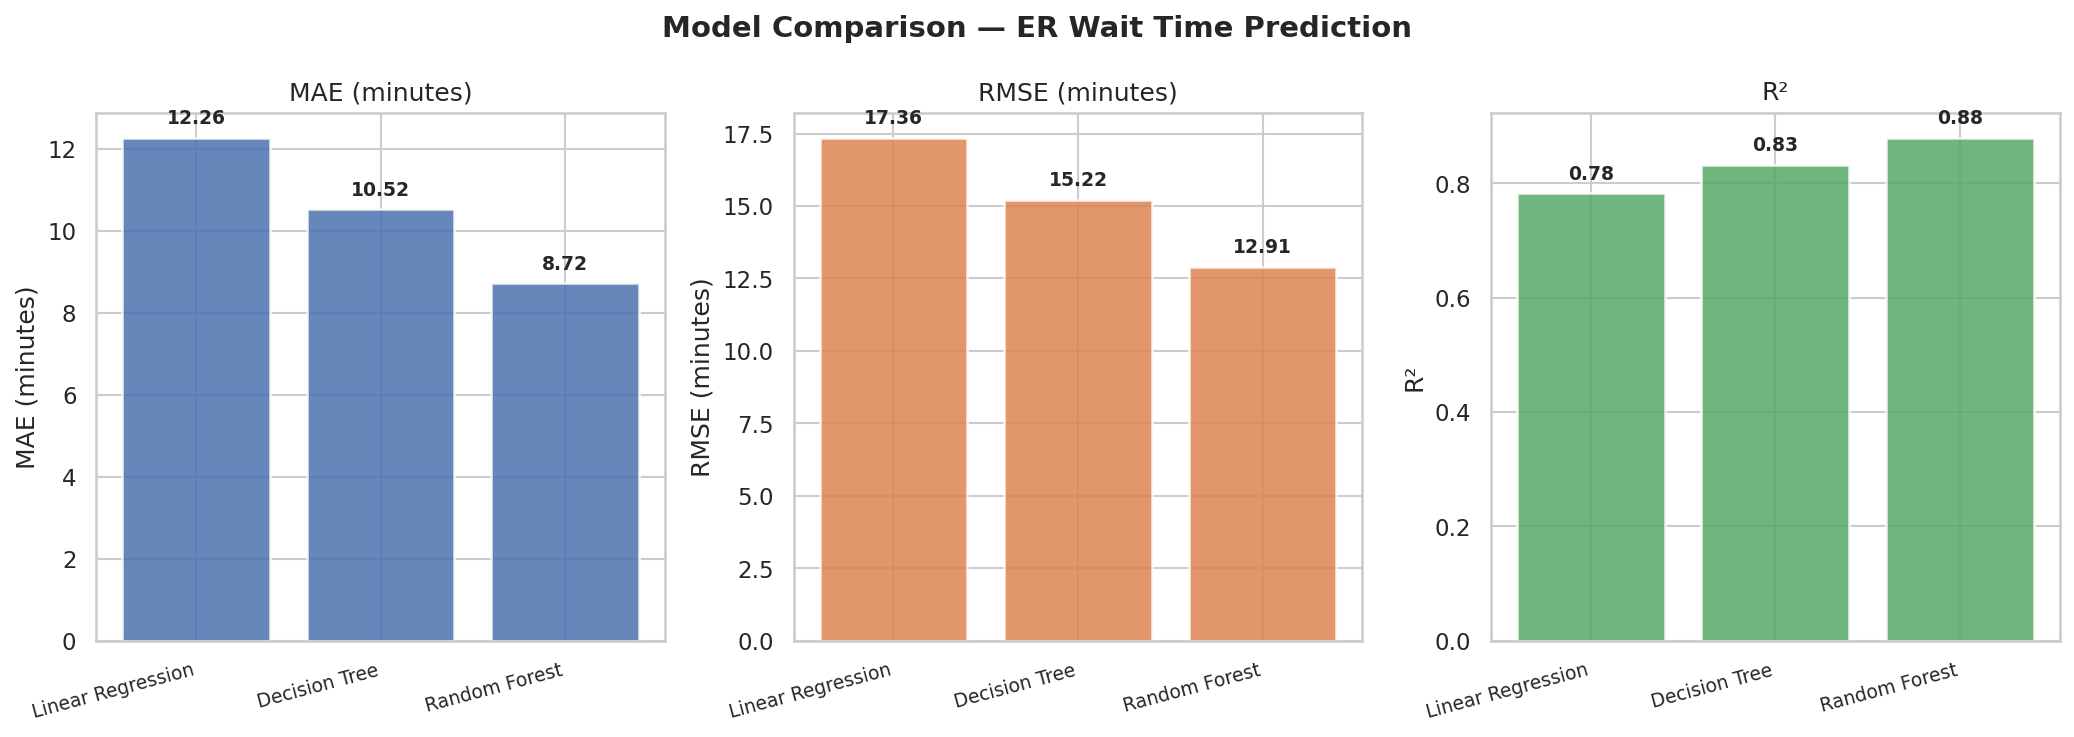 Model Comparison — ER Wait Time Prediction
MAE (minutes)
MAE (minutes)
12
10
8
6
4
2
0
12.26
10.52
8.72
Linear Regression
Decision Tree
Random Forest
RMSE (minutes)
RMSE (minutes)
17.5
15.0
12.5
10.0
7.5
5.0
2.5
0.0
17.36
15.22
12.91
Linear Regression
Decision Tree
Random Forest
R²
R²
0.8
0.6
0.4
0.2
0.0
0.78
0.83
0.88
Linear Regression
Decision Tree
Random Forest